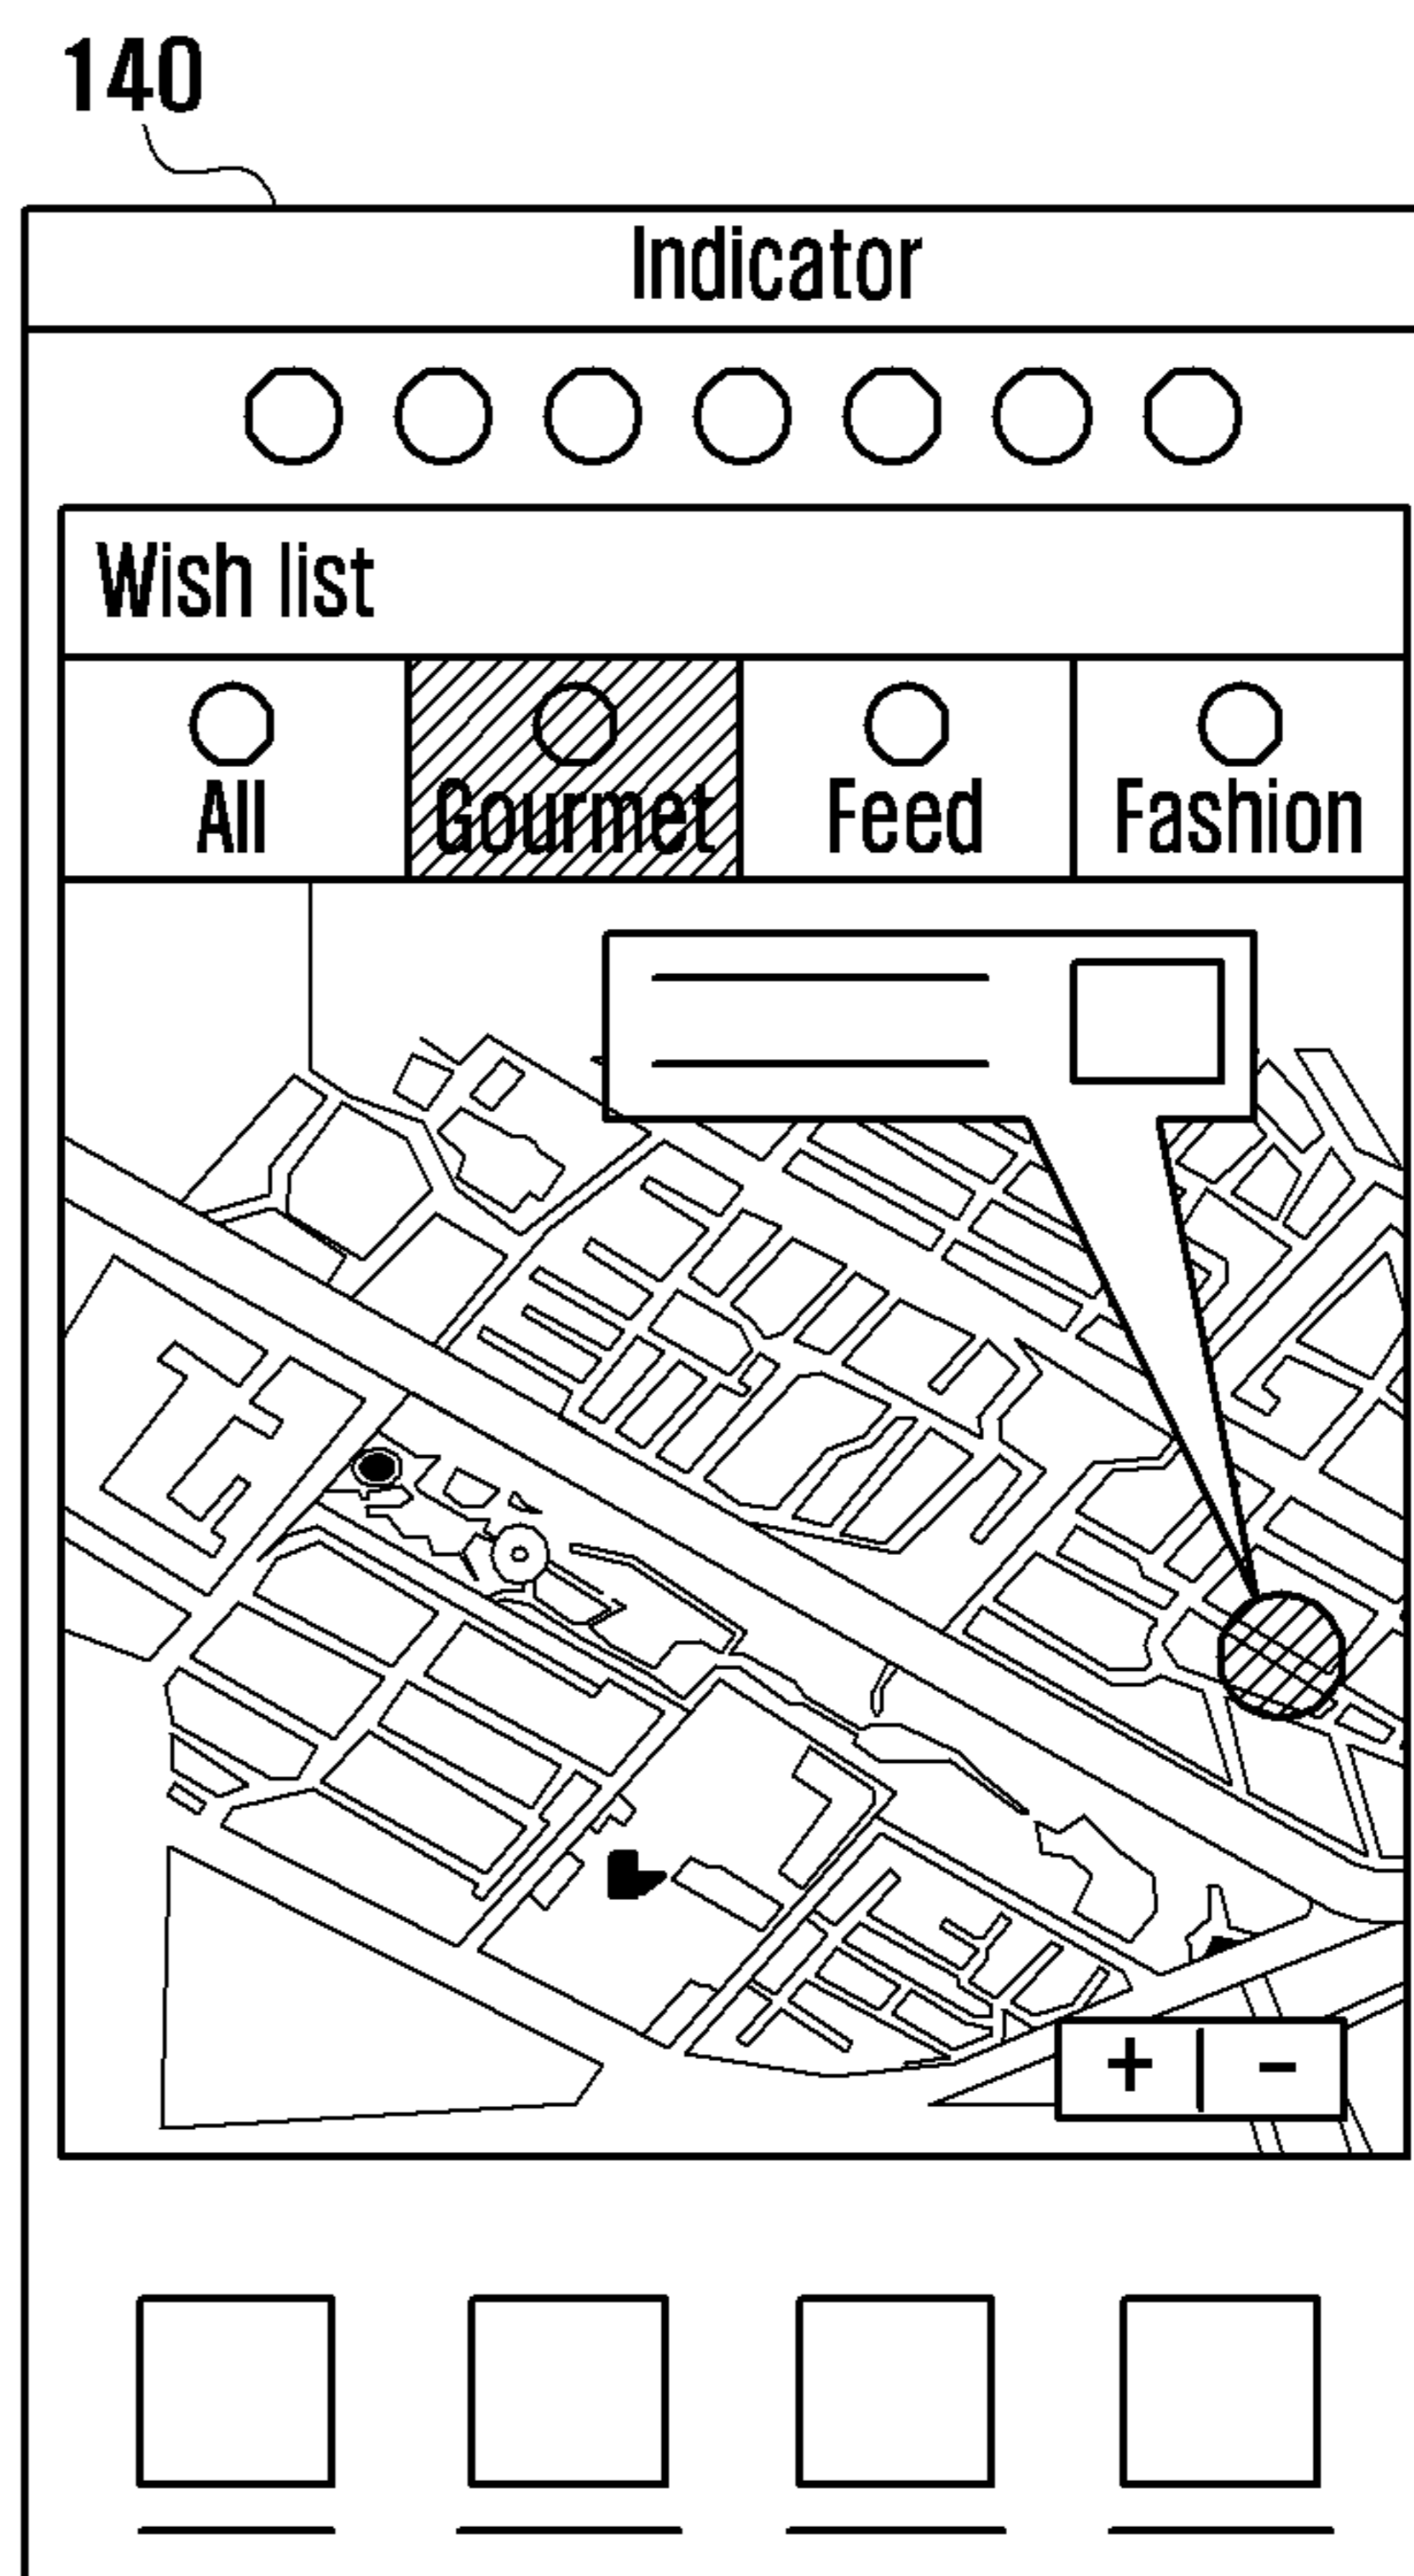 140
Indicator
Wish list
All Gourmet Feed Fashion
+ | −